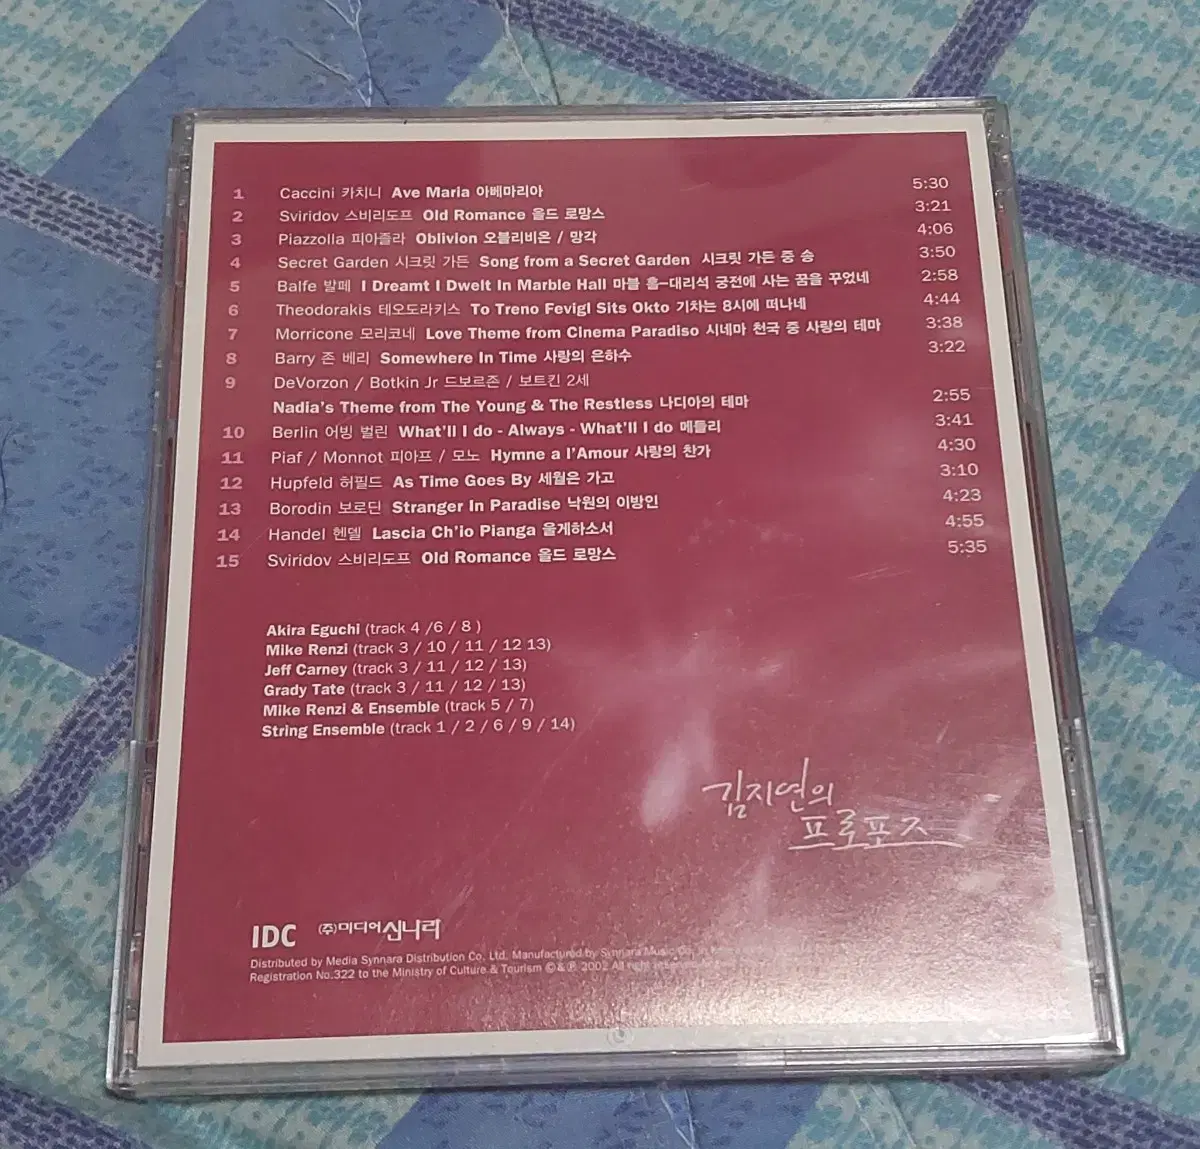 1 Caccini 카치니 Ave Maria 아베마리아 5:30
2 Sviridov 스비리도프 Old Romance 올드 로망스 3:21
3 Piazzolla 피아졸라 Oblivion 오블리비온 / 망각 4:06
4 Secret Garden 시크릿 가든 Song from a Secret Garden 시크릿 가든 중 송 3:50
5 Balfe 발페 I Dreamt I Dwelt In Marble Hall 마블 홀-대리석 궁전에 사는 꿈을 꾸었네 2:58
6 Theodorakis 테오도라키스 To Treno Fevigl Sits Okto 기차는 8시에 떠나네 4:44
7 Morricone 모리코네 Love Theme from Cinema Paradiso 시네마 천국 중 사랑의 테마 3:38
8 Barry 존 베리 Somewhere In Time 사랑의 은하수 3:22
9 DeVorzon / Botkin Jr 드보르존 / 보트킨 2세
Nadia's Theme from The Young & The Restless 나디아의 테마 2:55
10 Berlin 어빙 벌린 What'll I do - Always - What'll I do 메들리 3:41
11 Piaf / Monnot 피아프 / 모노 Hymne a l'Amour 사랑의 찬가 4:30
12 Hupfeld 허필드 As Time Goes By 세월은 가고 3:10
13 Borodin 보로딘 Stranger In Paradise 낙원의 이방인 4:23
14 Handel 헨델 Lascia Ch'io Pianga 울게하소서 4:55
15 Sviridov 스비리도프 Old Romance 올드 로망스 5:35
Akira Eguchi (track 4 /6 / 8 )
Mike Renzi (track 3 / 10 / 11 / 12 13)
Jeff Carney (track 3 / 11 / 12 / 13)
Grady Tate (track 3 / 11 / 12 / 13)
Mike Renzi & Ensemble (track 5 / 7)
String Ensemble (track 1 / 2 / 6 / 9 / 14)
김지연의
프로포즈
IDC (주)미디어신나라
Distributed by Media Synnara Distribution Co. Ltd. Manufactured by Synnara Music Co. in
Registration No.322 to the Ministry of Culture & Tourism ©&℗ 2002 All right reserved